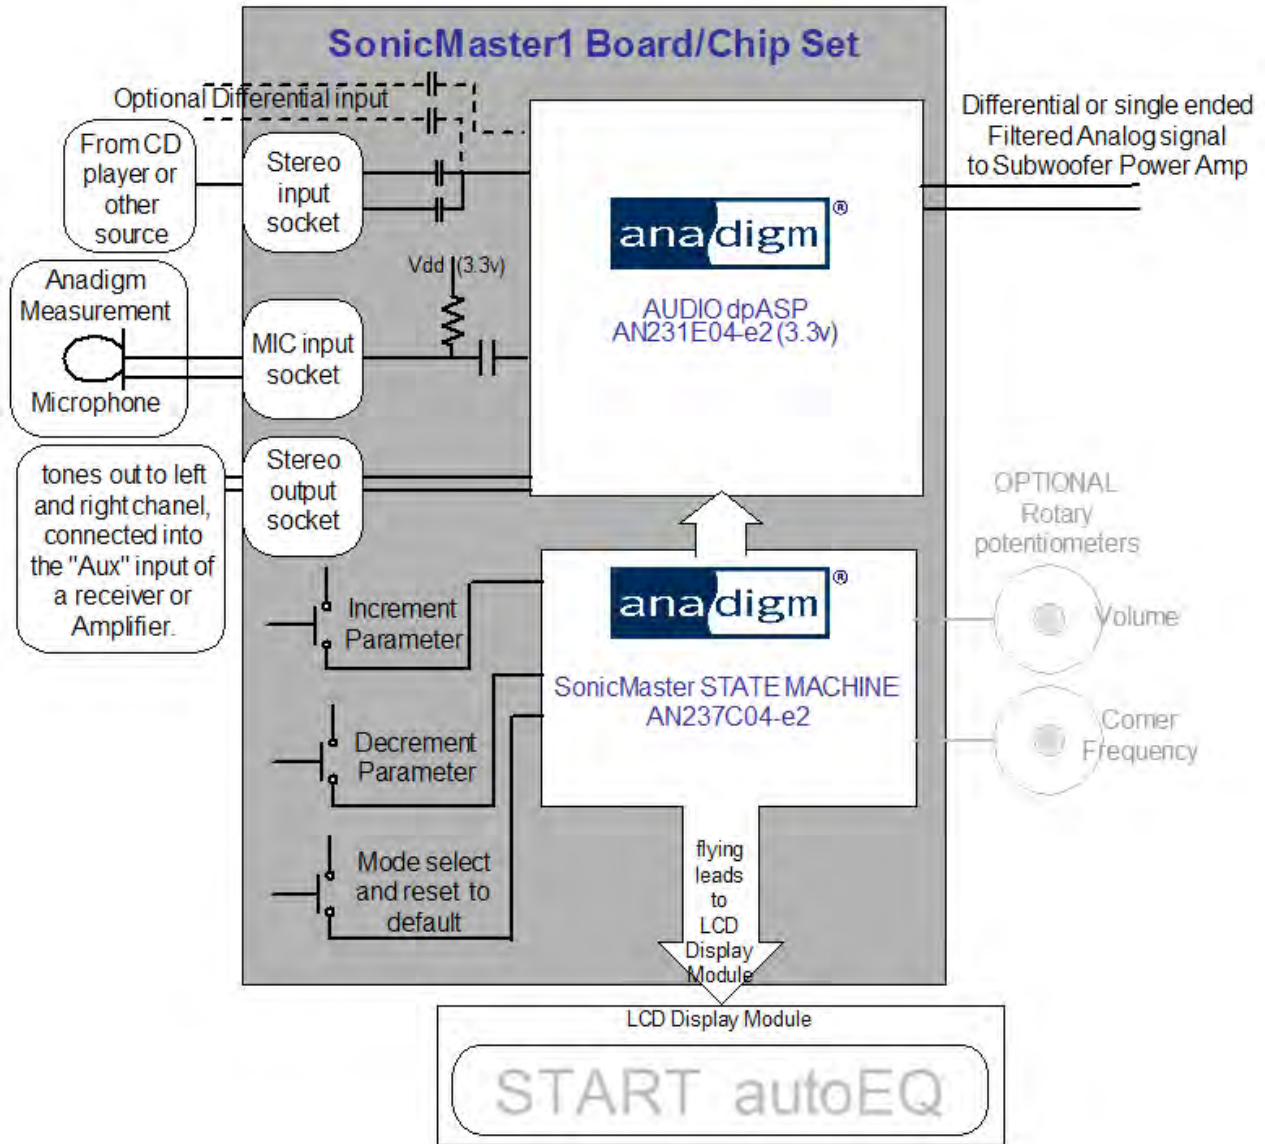 SonicMaster1 Board/Chip Set
Optional Differential input
From CD
player or
other
source
Stereo
input
socket
Differential or single ended
Filtered Analog signal
to Subwoofer Power Amp
anadigm®
AUDIO dpASP
AN231E04-e2 (3.3v)
Vdd (3.3v)
Anadigm
Measurement
Microphone
MIC input
socket
tones out to left
and right chanel,
connected into
the "Aux" input of
a receiver or
Amplifier.
Stereo
output
socket
OPTIONAL
Rotary
potentiometers
Volume
Corner
Frequency
anadigm®
SonicMaster STATE MACHINE
AN237C04-e2
Increment
Parameter
Decrement
Parameter
Mode select
and reset to
default
flying
leads
to
LCD
Display
Module
LCD Display Module
START autoEQ